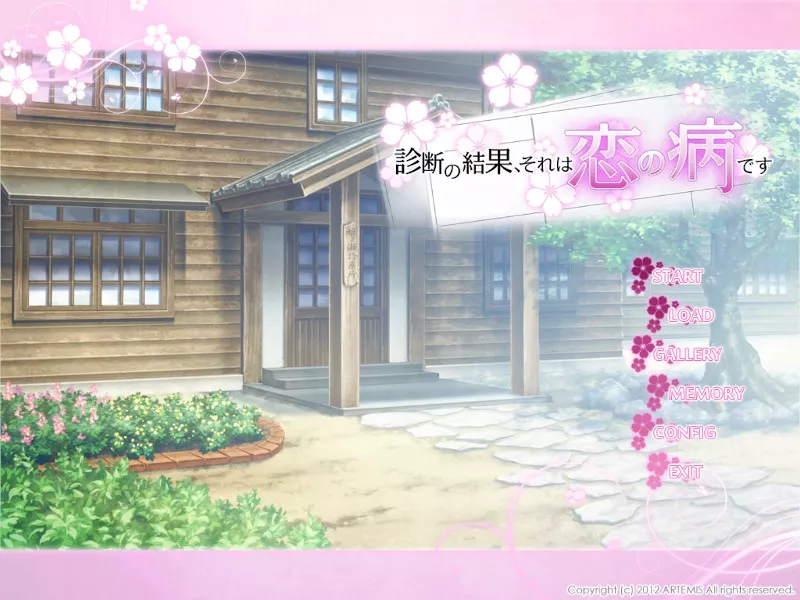 診断の結果、それは恋の病です
START
LOAD
GALLERY
MEMORY
CONFIG
EXIT
Copyright (c) 2012 ARTEMIS All rights reserved.